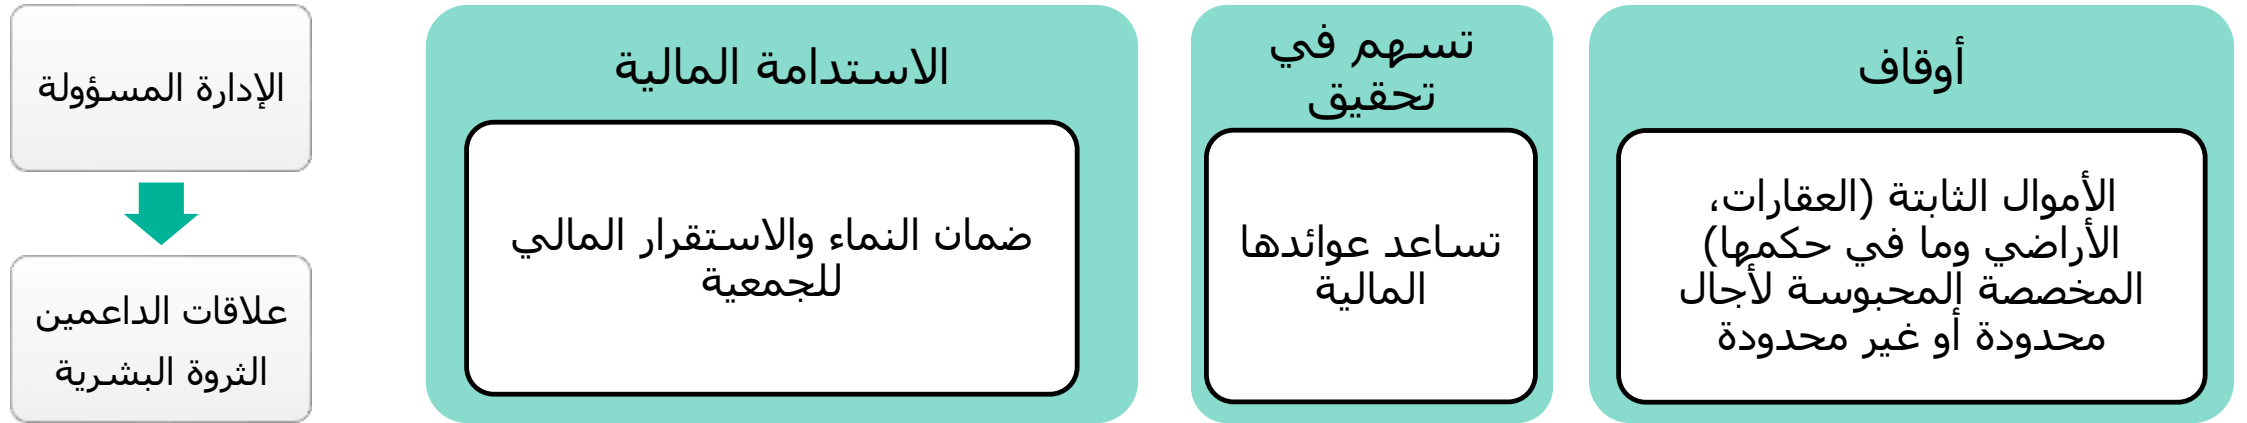 أوقاف
الأموال الثابتة (العقارات،
الأراضي وما في حكمها)
المخصصة المحبوسة لأجال
محدودة أو غير محدودة
تسهم في
تحقيق
تساعد عوائدها
المالية
الاستدامة المالية
ضمان النماء والاستقرار المالي
للجمعية
الإدارة المسؤولة
علاقات الداعمين
الثروة البشرية